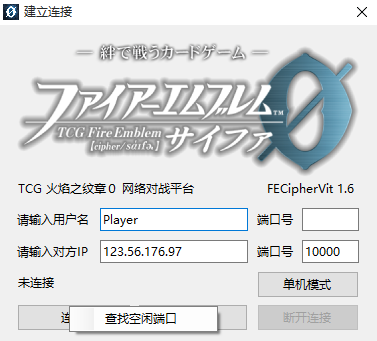 建立连接
絆で戦うカードゲーム
ファイアーエムブレム™
TCG Fire Emblem サイファ
【cipher/sáifə.】
TCG 火焰之纹章０ 网络对战平台 FECipherVit 1.6
请输入用户名 Player 端口号
请输入对方IP 123.56.176.97 端口号 10000
未连接 单机模式
查找空闲端口 断开连接